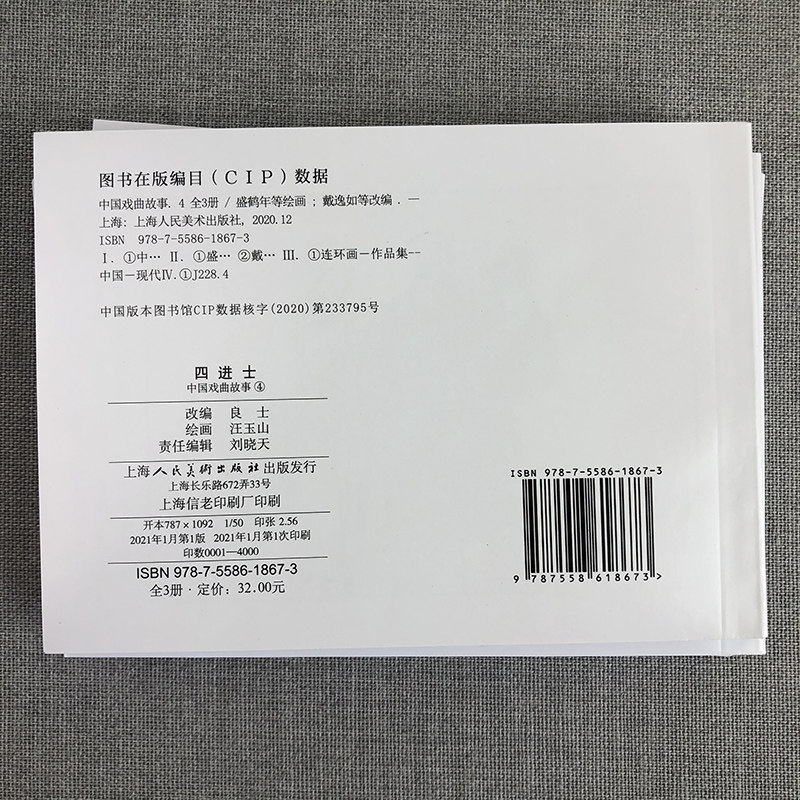 图书在版编目（CIP）数据
中国戏曲故事. 4 全3册 / 盛鹤年等绘画 ; 戴逸如等改编 . —
上海: 上海人民美术出版社, 2020.12
ISBN 978-7-5586-1867-3
Ⅰ. ①中… Ⅱ. ①盛… ②戴… Ⅲ. ①连环画－作品集--
中国－现代Ⅳ.①J228.4
中国版本图书馆CIP数据核字(2020)第233795号
四进士
中国戏曲故事④
改编 良士
绘画 汪玉山
责任编辑 刘晓天
上海人民美術出版社出版发行
上海长乐路672弄33号
上海信老印刷厂印刷
开本787×1092 1/50 印张 2.56
2021年1月第1版 2021年1月第1次印刷
印数0001—4000
ISBN 978-7-5586-1867-3
全3册·定价：32.00元
ISBN 978-7-5586-1867-3
9 787558 618673 >